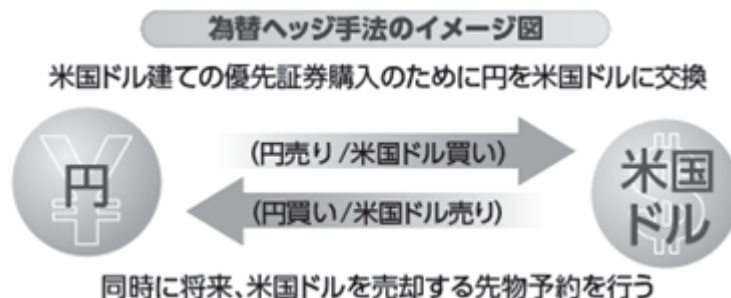 為替ヘッジ手法のイメージ図
米国ドル建ての優先証券購入のために円を米国ドルに交換
円
(円売り/米国ドル買い)
(円買い/米国ドル売り)
米国
ドル
同時に将来、米国ドルを売却する先物予約を行う